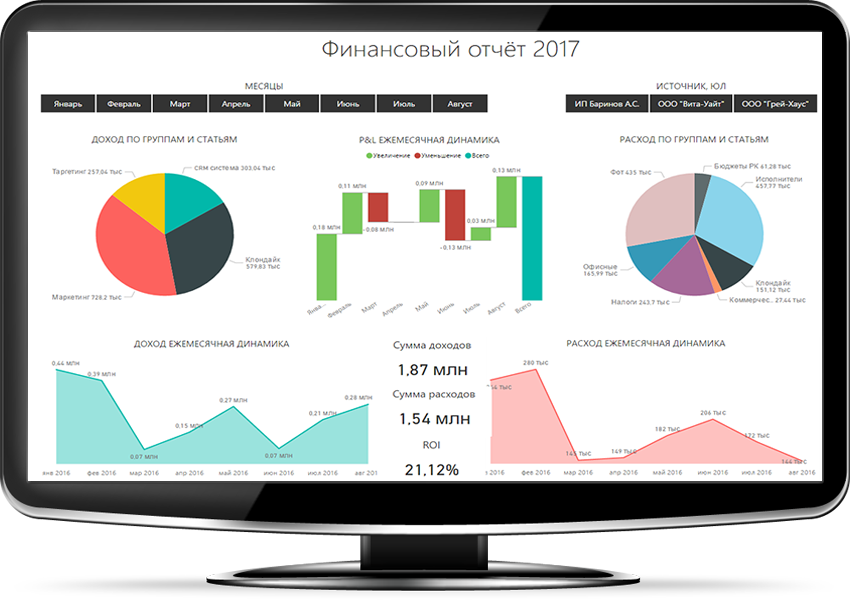 Финансовый отчёт 2017
МЕСЯЦЫ
Январь Февраль Март Апрель Май Июнь Июль Август
ИСТОЧНИК, ЮЛ
ИП Баринов А.С. ООО "Вита-Уайт" ООО "Грей-Хаус"
ДОХОД ПО ГРУППАМ И СТАТЬЯМ
Таргетинг 257,04 тыс
CRM система 303,04 тыс
Клондайк
579,83 тыс
Маркетинг 728,2 тыс
P&L ЕЖЕМЕСЯЧНАЯ ДИНАМИКА
Увеличение Уменьшение Всего
0,18 млн
0,11 млн
-0,08 млн
0,09 млн
-0,13 млн
0,03 млн
0,13 млн
Янва... Февраль Март Апрель Май Июнь Июль Август Всего
РАСХОД ПО ГРУППАМ И СТАТЬЯМ
Фот 435 тыс
Бюджеты РК 61,28 тыс
Исполнители
457,77 тыс
Офисные
165,99 тыс
Клондайк
151,12 тыс
Налоги 243,7 тыс
Коммерчес... 27,44 тыс
ДОХОД ЕЖЕМЕСЯЧНАЯ ДИНАМИКА
0,44 млн
0,39 млн
0,07 млн
0,15 млн
0,27 млн
0,07 млн
0,21 млн
0,28 млн
янв 2016 фев 2016 мар 2016 апр 2016 май 2016 июн 2016 июл 2016 авг 201
Сумма доходов
1,87 млн
Сумма расходов
1,54 млн
ROI
21,12%
РАСХОД ЕЖЕМЕСЯЧНАЯ ДИНАМИКА
тыс
280 тыс
145 тыс
149 тыс
182 тыс
206 тыс
172 тыс
144 тыс
2016 фев 2016 мар 2016 апр 2016 май 2016 июн 2016 июл 2016 авг 2016